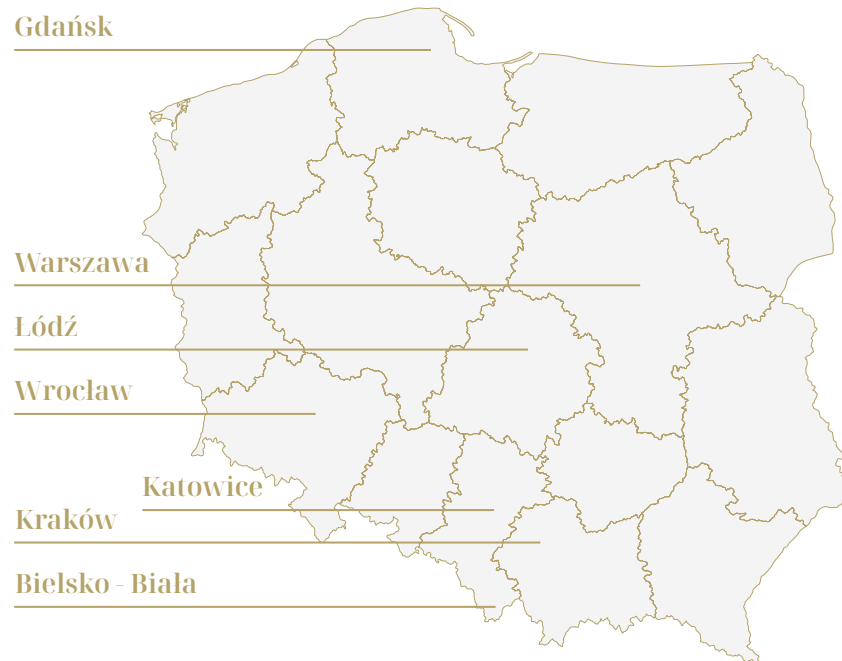 Gdańsk
Warszawa
Łódź
Wrocław
Katowice
Kraków
Bielsko - Biała